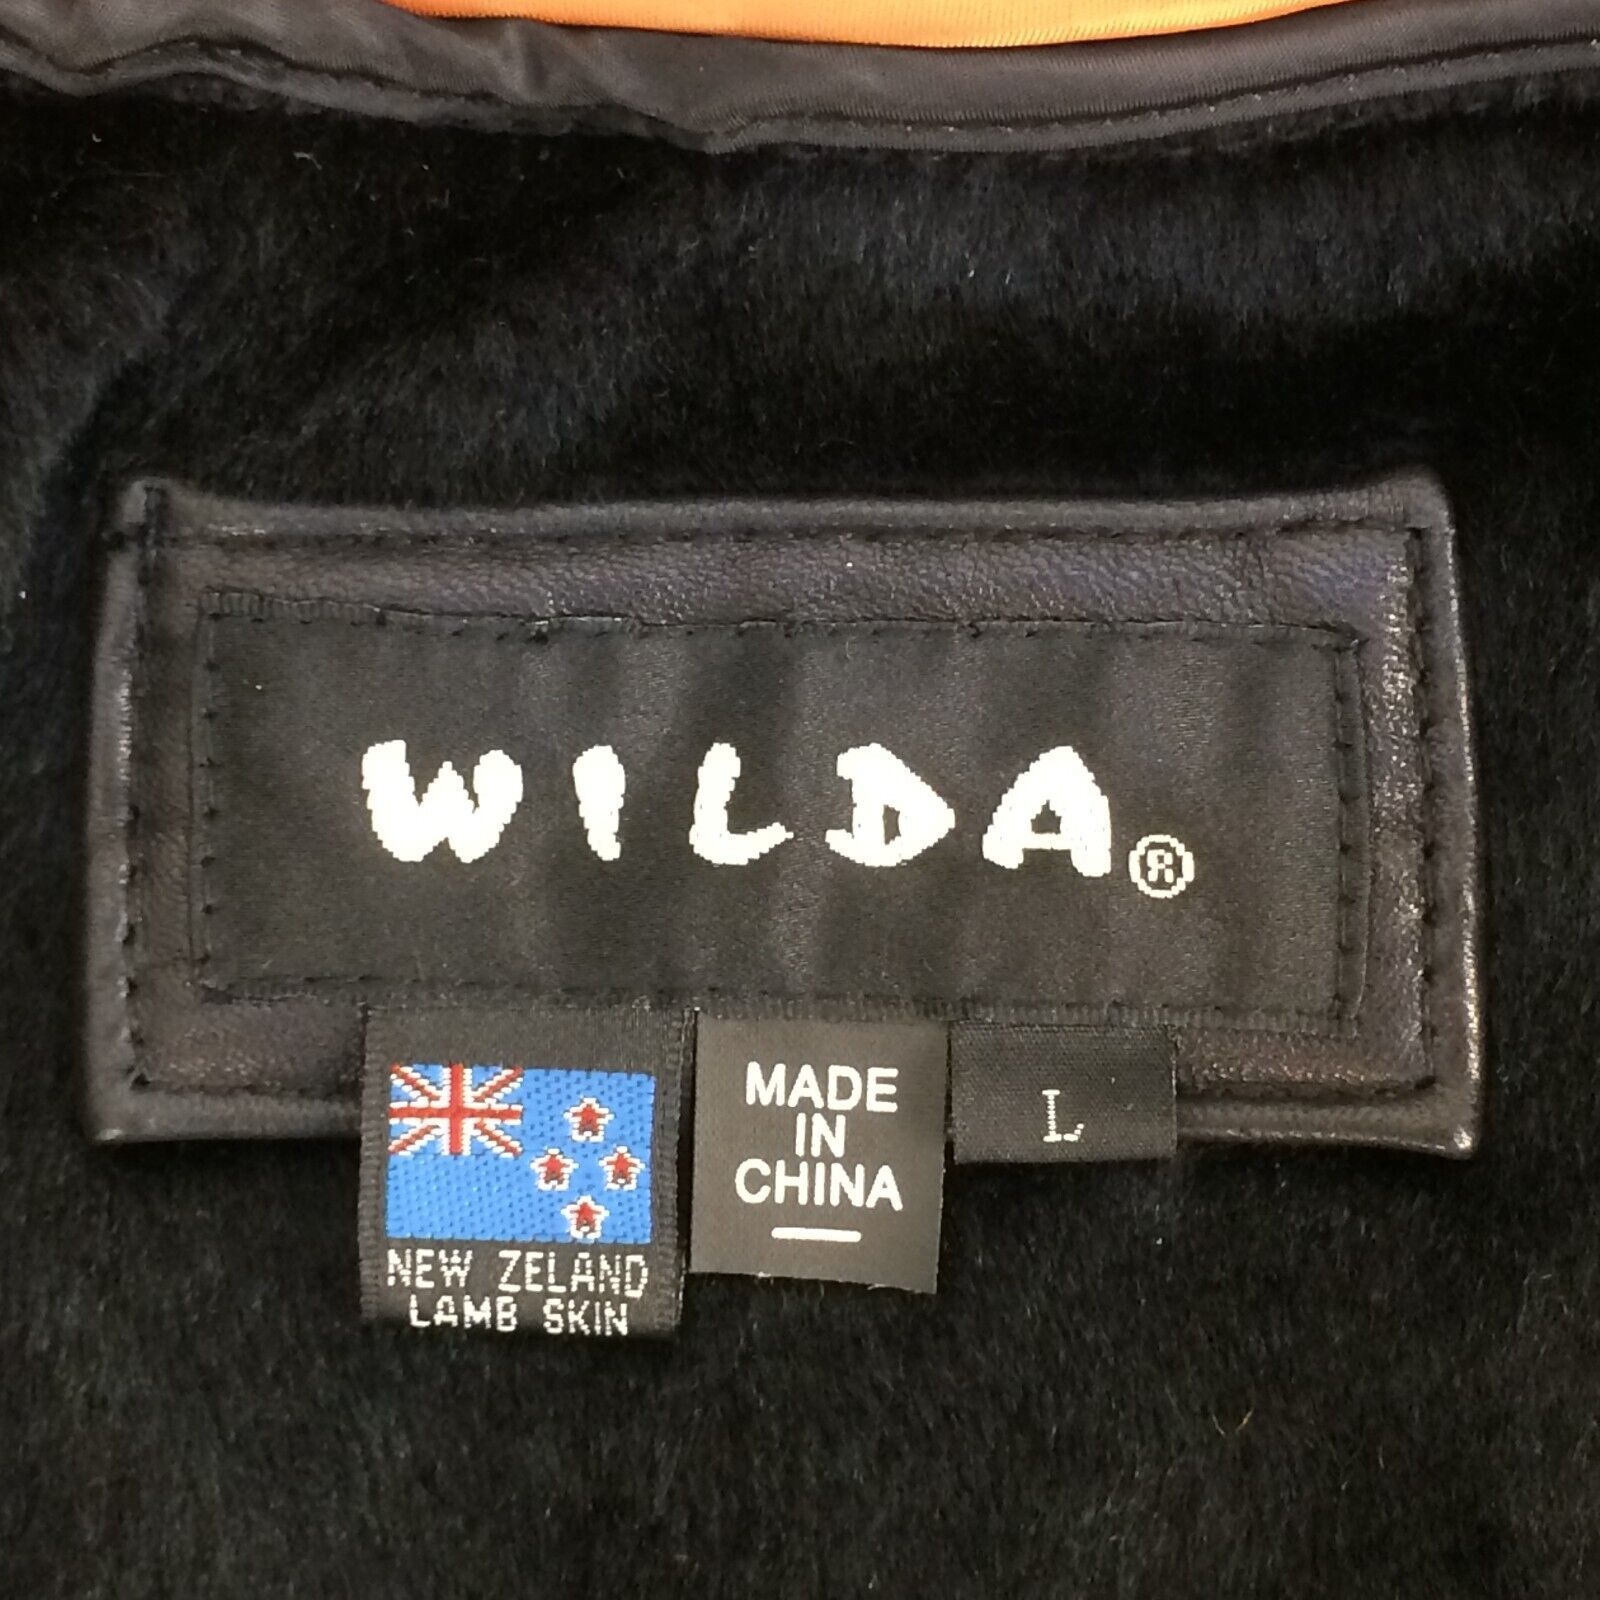 WILDA®
NEW ZELAND
LAMB SKIN
MADE
IN
CHINA
L